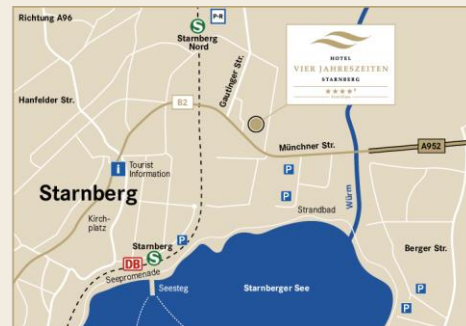 Richtung A96
S
P+R
Starnberg
Nord
Gautinger Str.
HOTEL
VIER JAHRESZEITEN
STARNBERG
Hanfelder Str.
B2
Münchner Str.
A952
i
Tourist
Information
P
P
Würm
Starnberg
Kirch-
platz
Strandbad
Starnberg
S
P
DB
Seepromenade
Berger Str.
Seesteg
Starnberger See
P
P
P